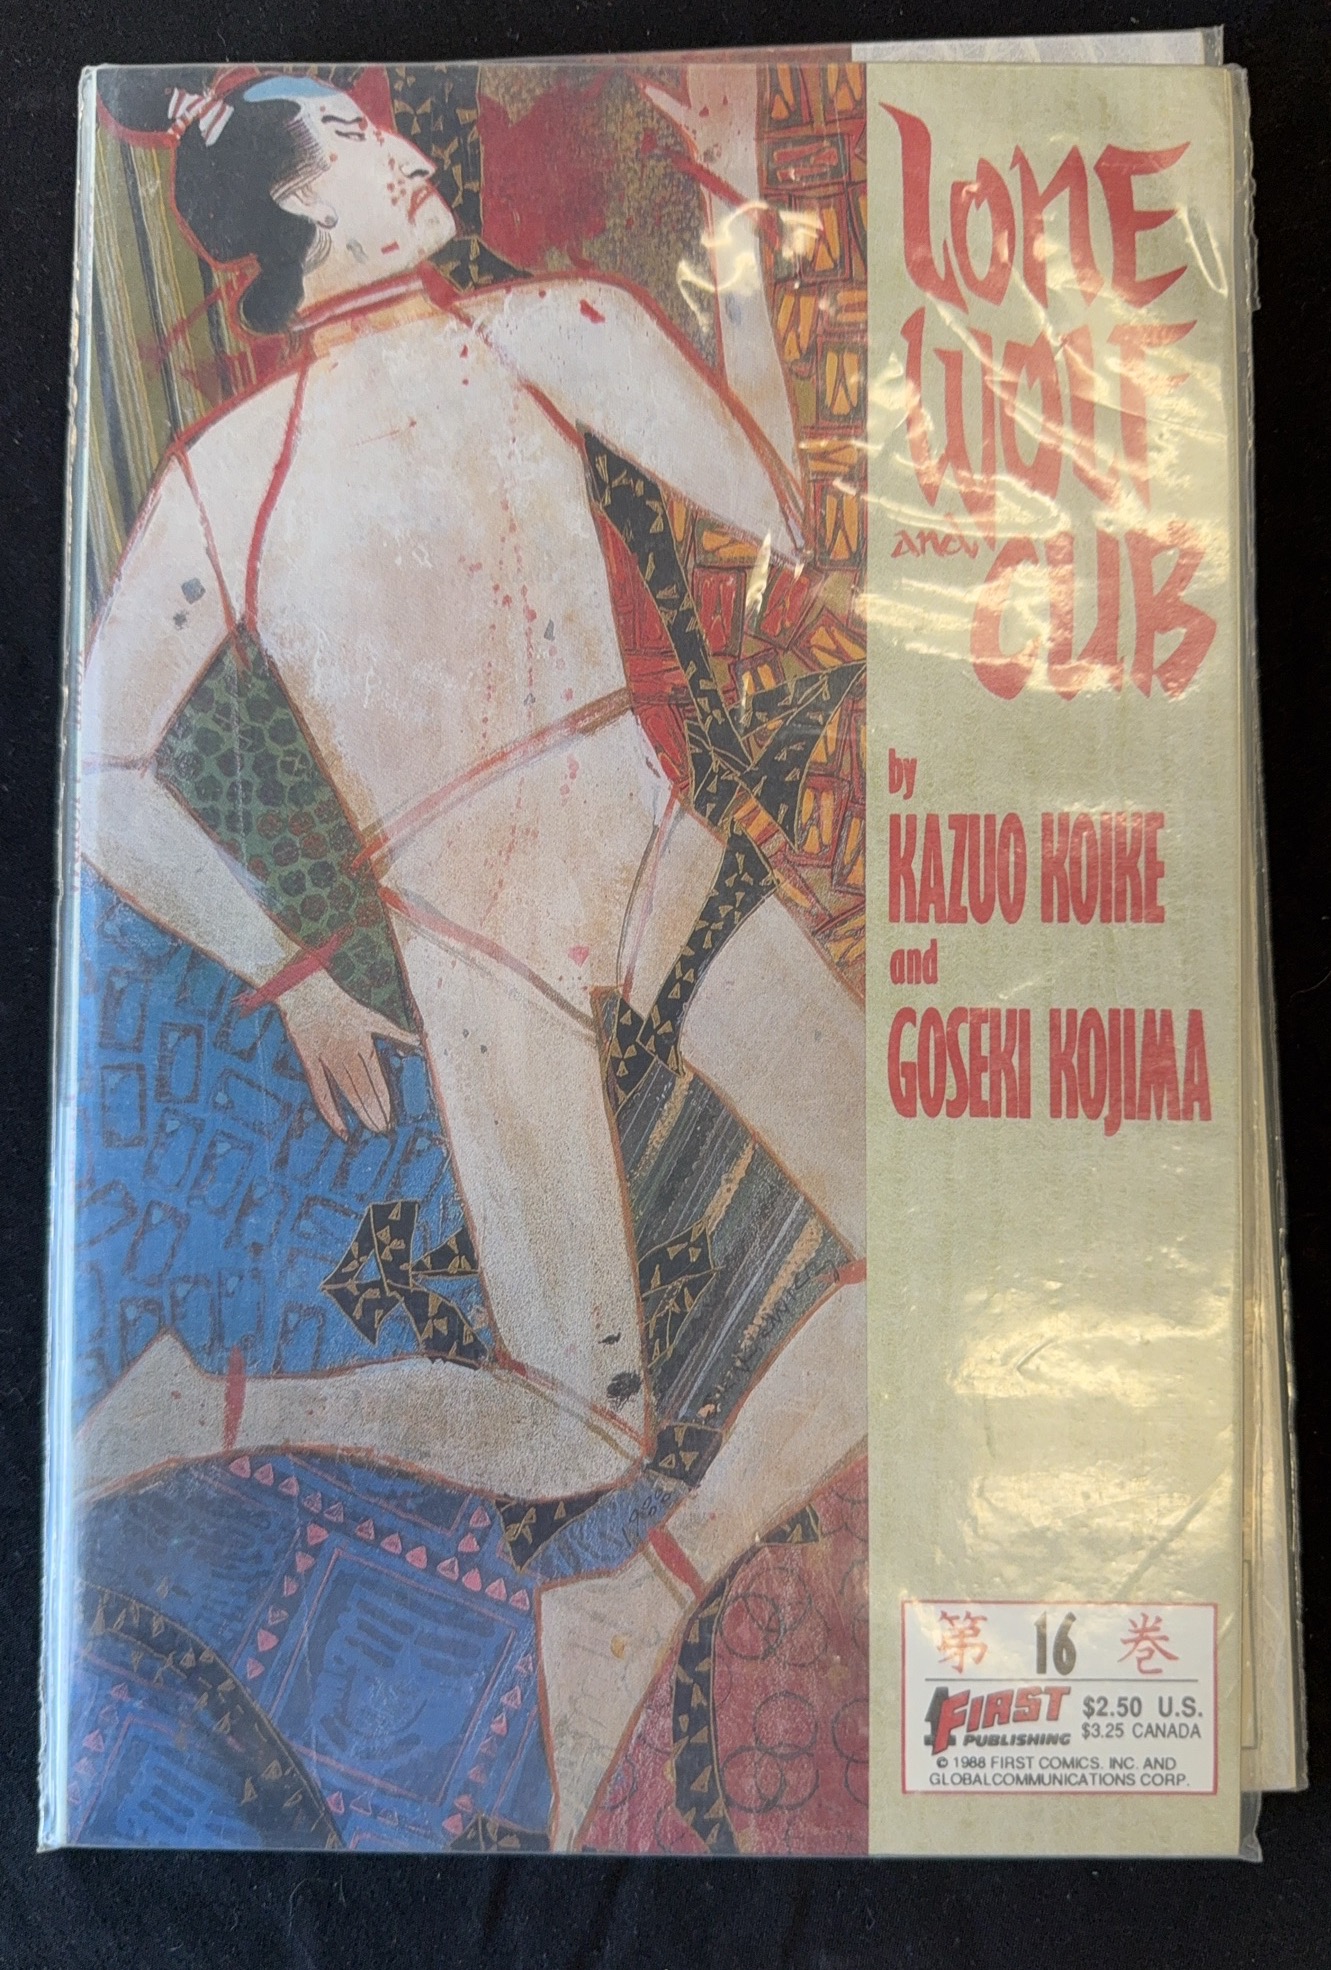 LONE
WOLF
and
CUB
by
KAZUO KOIKE
and
GOSEKI KOJIMA
第 16 巻
FIRST
PUBLISHING
$2.50 U.S.
$3.25 CANADA
© 1988 FIRST COMICS, INC. AND
GLOBALCOMMUNICATIONS CORP.